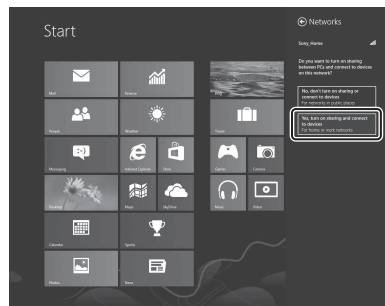 Start
Networks
Sony_Home
Do you want to turn on sharing
between PCs and connect to devices
on this network?
No, don't turn on sharing or
connect to devices
For networks in public places
Yes, turn on sharing and connect
to devices
For home or work networks
Mail
Finance
People
Weather
Travel
Messaging
Internet Explorer
Store
Games
Camera
Desktop
Maps
SkyDrive
Music
Video
Calendar
Sports
Photos
News